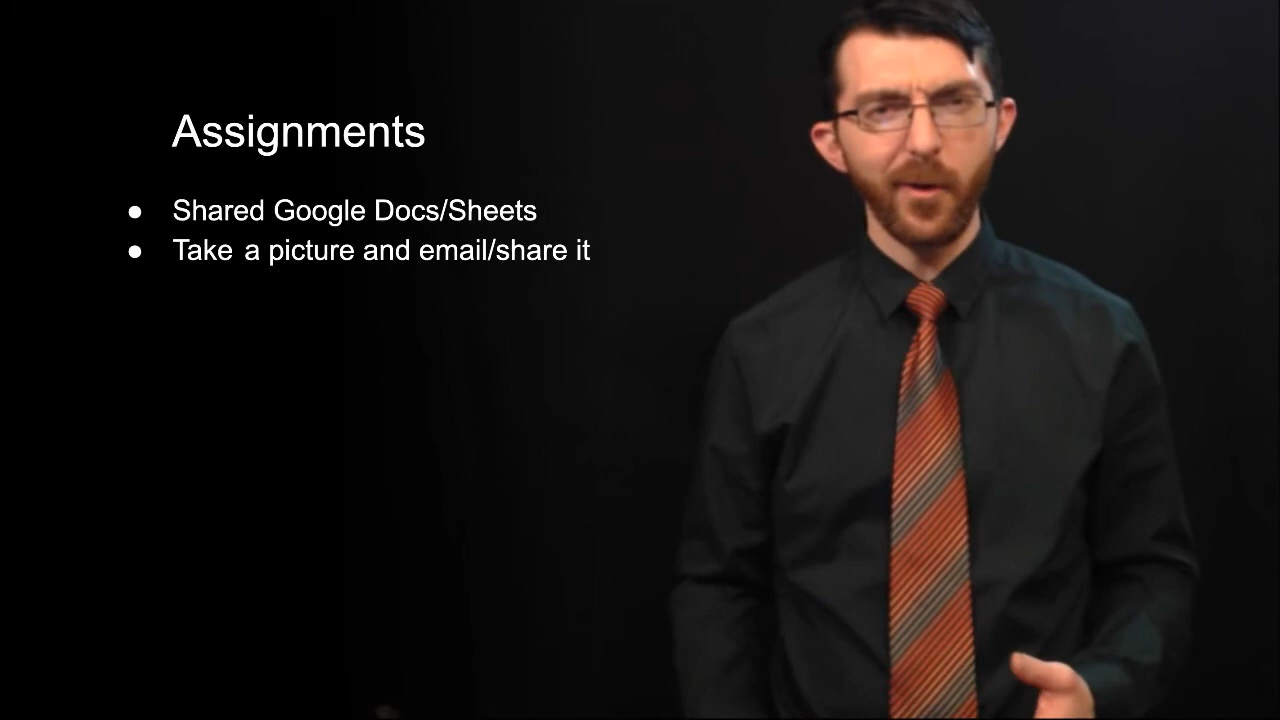 Assignments
● Shared Google Docs/Sheets
● Take a picture and email/share it